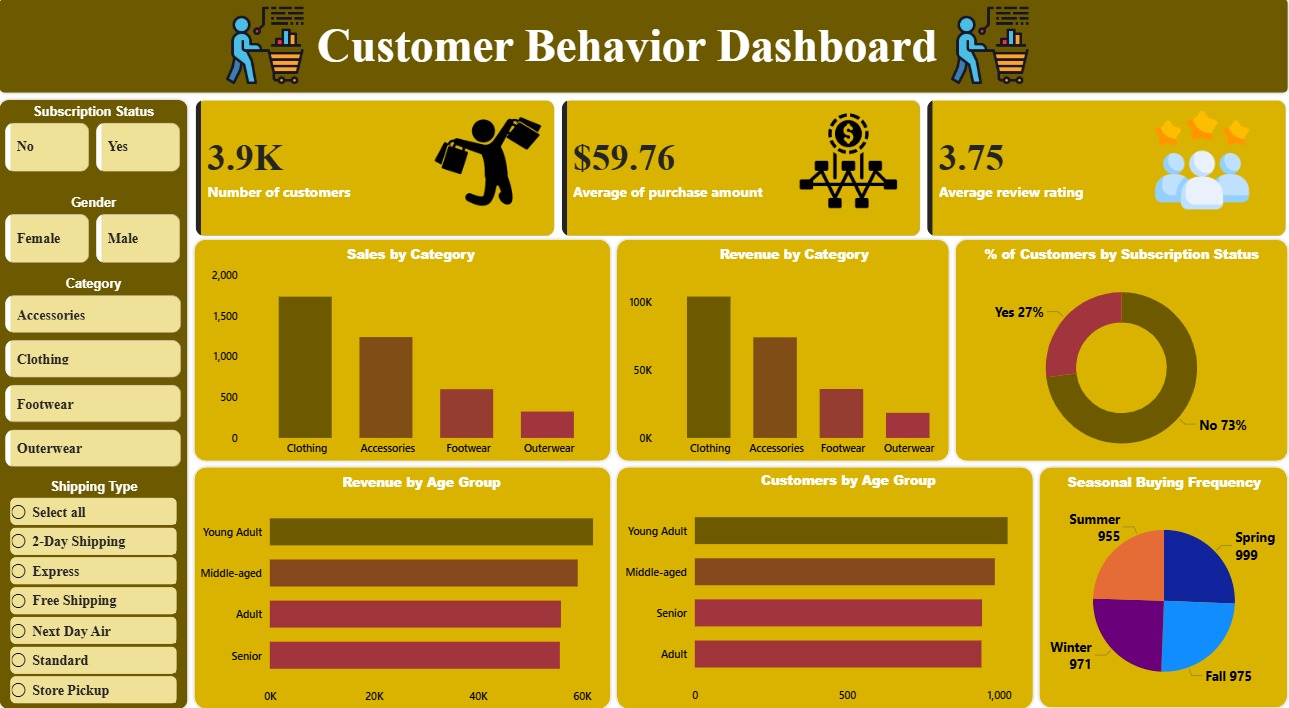 Customer Behavior Dashboard
Subscription Status
No
Yes
Gender
Female
Male
Category
Accessories
Clothing
Footwear
Outerwear
Shipping Type
Select all
2-Day Shipping
Express
Free Shipping
Next Day Air
Standard
Store Pickup
3.9K
Number of customers
$59.76
Average of purchase amount
3.75
Average review rating
Sales by Category
2,000
1,500
1,000
500
0
Clothing
Accessories
Footwear
Outerwear
Revenue by Category
100K
50K
0K
Clothing
Accessories
Footwear
Outerwear
% of Customers by Subscription Status
Yes 27%
No 73%
Revenue by Age Group
Young Adult
Middle-aged
Adult
Senior
0K
20K
40K
60K
Customers by Age Group
Young Adult
Middle-aged
Senior
Adult
0
500
1,000
Seasonal Buying Frequency
Summer
955
Spring
999
Winter
971
Fall 975